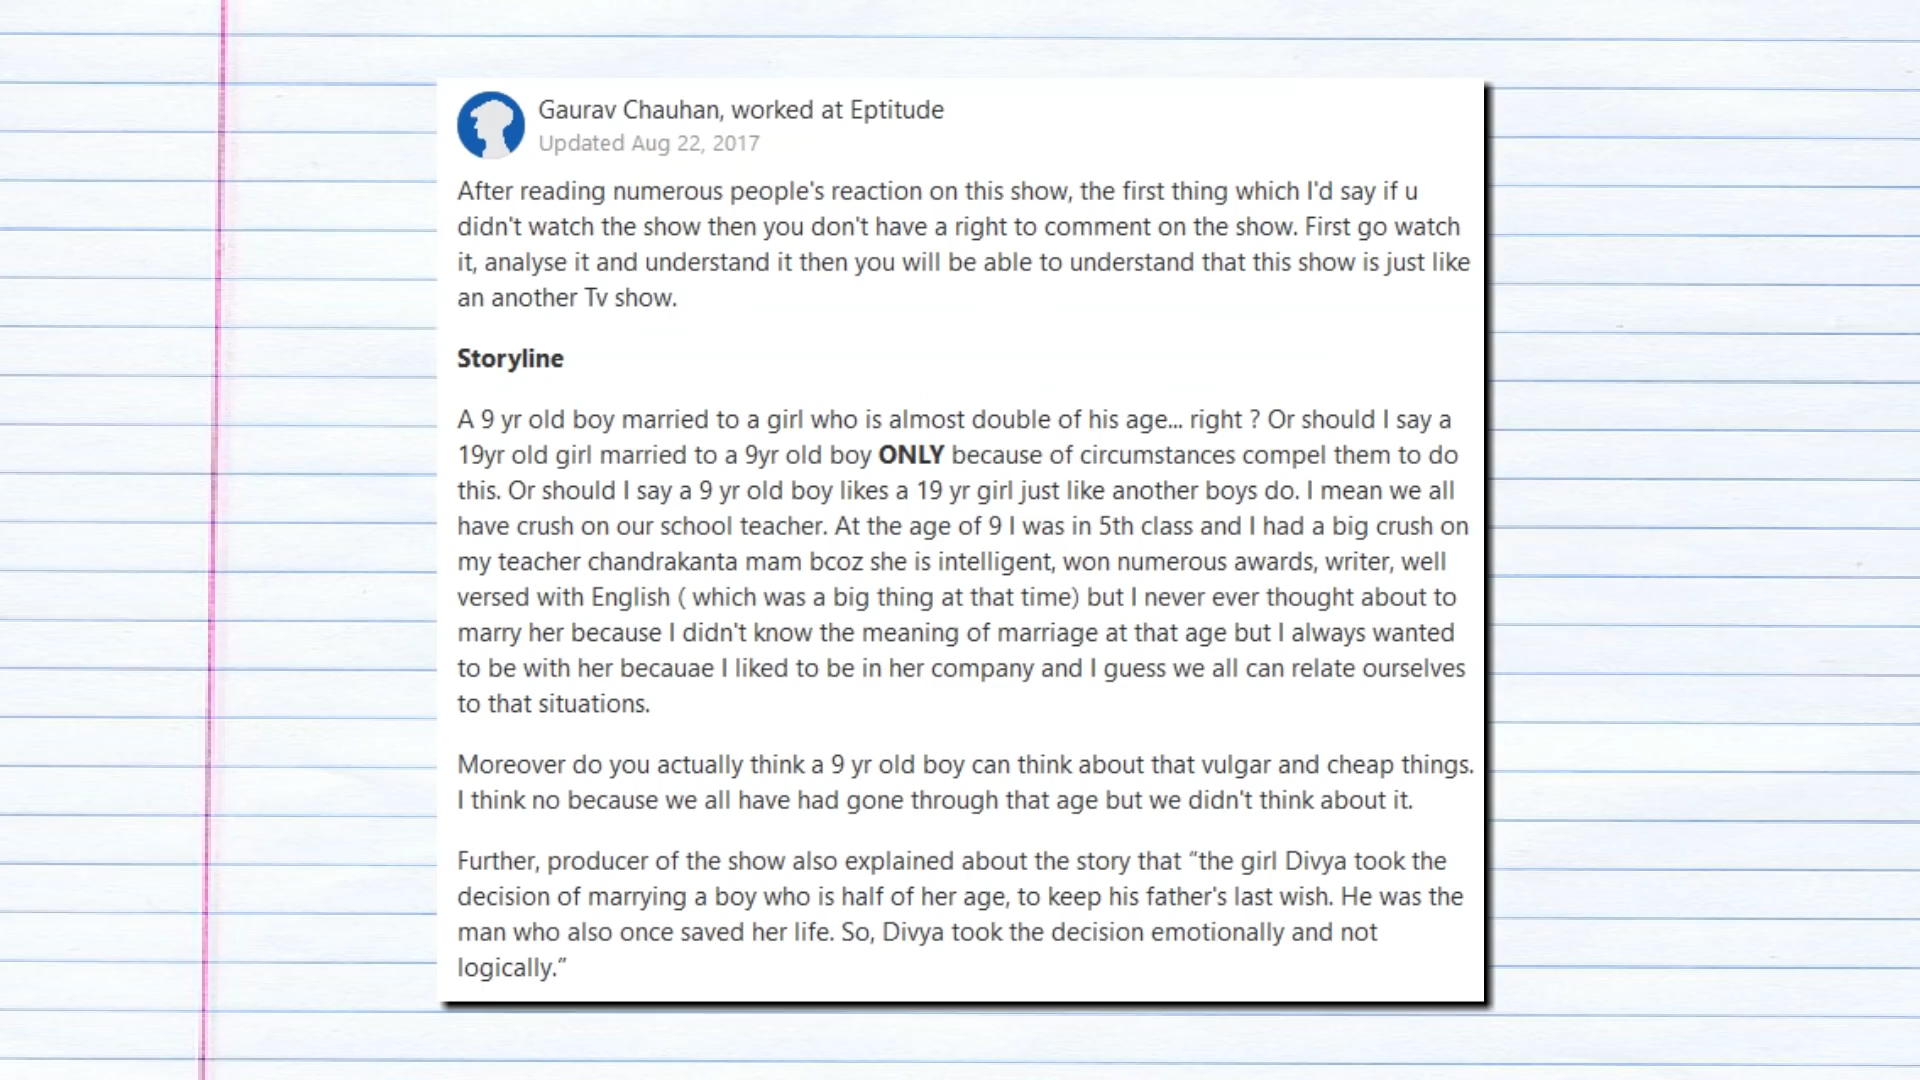 Gaurav Chauhan, worked at Eptitude
Updated Aug 22, 2017
After reading numerous people's reaction on this show, the first thing which I'd say if u
didn't watch the show then you don't have a right to comment on the show. First go watch
it, analyse it and understand it then you will be able to understand that this show is just like
an another Tv show.
Storyline
A 9 yr old boy married to a girl who is almost double of his age... right ? Or should I say a
19yr old girl married to a 9yr old boy ONLY because of circumstances compel them to do
this. Or should I say a 9 yr old boy likes a 19 yr girl just like another boys do. I mean we all
have crush on our school teacher. At the age of 9 I was in 5th class and I had a big crush on
my teacher chandrakanta mam bcoz she is intelligent, won numerous awards, writer, well
versed with English ( which was a big thing at that time) but I never ever thought about to
marry her because I didn't know the meaning of marriage at that age but I always wanted
to be with her becauae I liked to be in her company and I guess we all can relate ourselves
to that situations.
Moreover do you actually think a 9 yr old boy can think about that vulgar and cheap things.
I think no because we all have had gone through that age but we didn't think about it.
Further, producer of the show also explained about the story that “the girl Divya took the
decision of marrying a boy who is half of her age, to keep his father's last wish. He was the
man who also once saved her life. So, Divya took the decision emotionally and not
logically.”